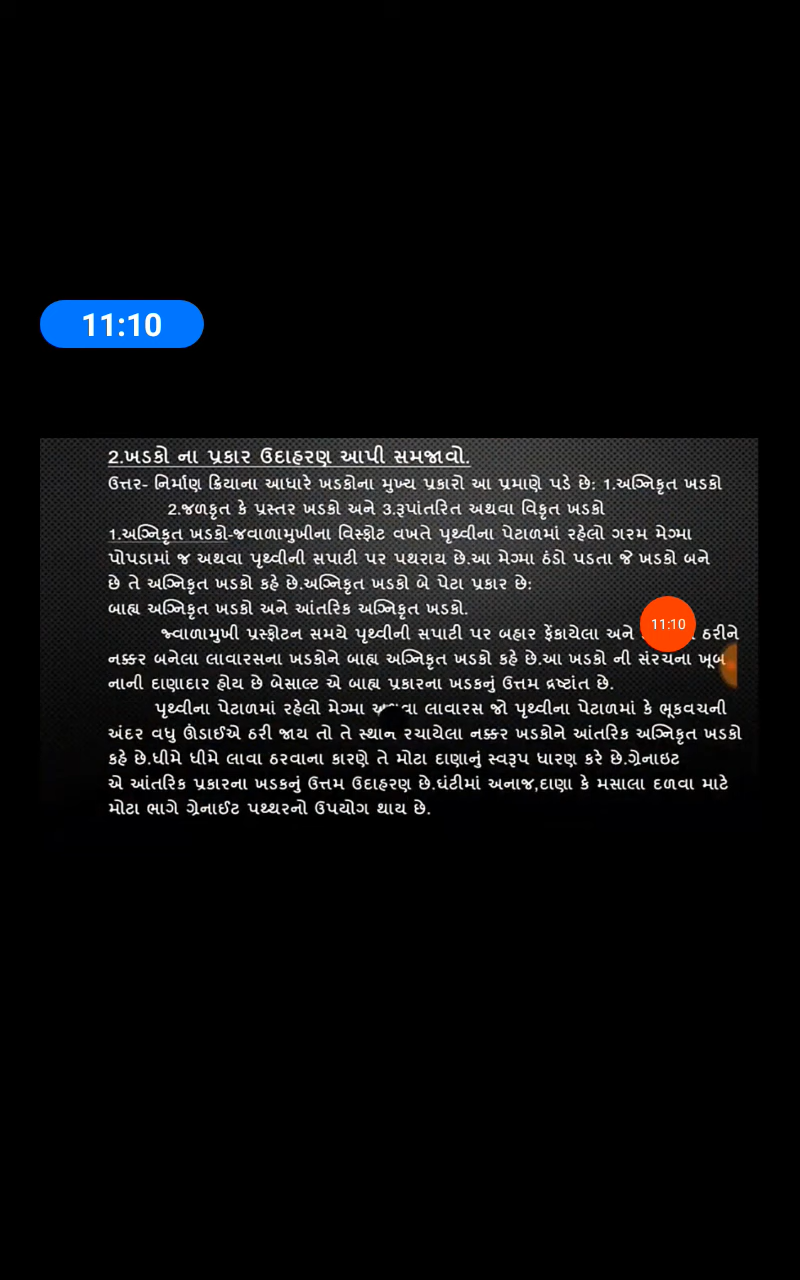 11:10
2.ખડકો ના પ્રકાર ઉદાહરણ આપી સમજાવો.
ઉત્તર- નિર્માણ ક્રિયાના આધારે ખડકોના મુખ્ય પ્રકારો આ પ્રમાણે પડે છે: 1.અગ્નિકૃત ખડકો
2.જળકૃત કે પ્રસ્તર ખડકો અને 3.રૂપાંતરિત અથવા વિકૃત ખડકો
1.અગ્નિકૃત ખડકો-જવાળામુખીના વિસ્ફોટ વખતે પૃથ્વીના પેટાળમાં રહેલો ગરમ મેગ્મા
પોપડામાં જ અથવા પૃથ્વીની સપાટી પર પથરાય છે.આ મેગ્મા ઠંડો પડતા જે ખડકો બને
છે તે અગ્નિકૃત ખડકો કહે છે.અગ્નિકૃત ખડકો બે પેટા પ્રકાર છે:
બાહ્ય અગ્નિકૃત ખડકો અને આંતરિક અગ્નિકૃત ખડકો.
જ્વાળામુખી પ્રસ્ફોટન સમયે પૃથ્વીની સપાટી પર બહાર ફેંકાયેલા અને ઠરીને
11:10
નક્કર બનેલા લાવારસના ખડકોને બાહ્ય અગ્નિકૃત ખડકો કહે છે.આ ખડકો ની સંરચના ખૂબ
નાની દાણાદાર હોય છે બેસાલ્ટ એ બાહ્ય પ્રકારના ખડકનું ઉત્તમ દ્રષ્ટાંત છે.
પૃથ્વીના પેટાળમાં રહેલો મેગ્મા અથવા લાવારસ જો પૃથ્વીના પેટાળમાં કે ભૂકવચની
અંદર વધુ ઊંડાઈએ ઠરી જાય તો તે સ્થાન રચાયેલા નક્કર ખડકોને આંતરિક અગ્નિકૃત ખડકો
કહે છે.ધીમે ધીમે લાવા ઠરવાના કારણે તે મોટા દાણાનું સ્વરૂપ ધારણ કરે છે.ગ્રેનાઇટ
એ આંતરિક પ્રકારના ખડકનું ઉત્તમ ઉદાહરણ છે.ઘંટીમાં અનાજ,દાણા કે મસાલા દળવા માટે
મોટા ભાગે ગ્રેનાઈટ પથ્થરનો ઉપયોગ થાય છે.